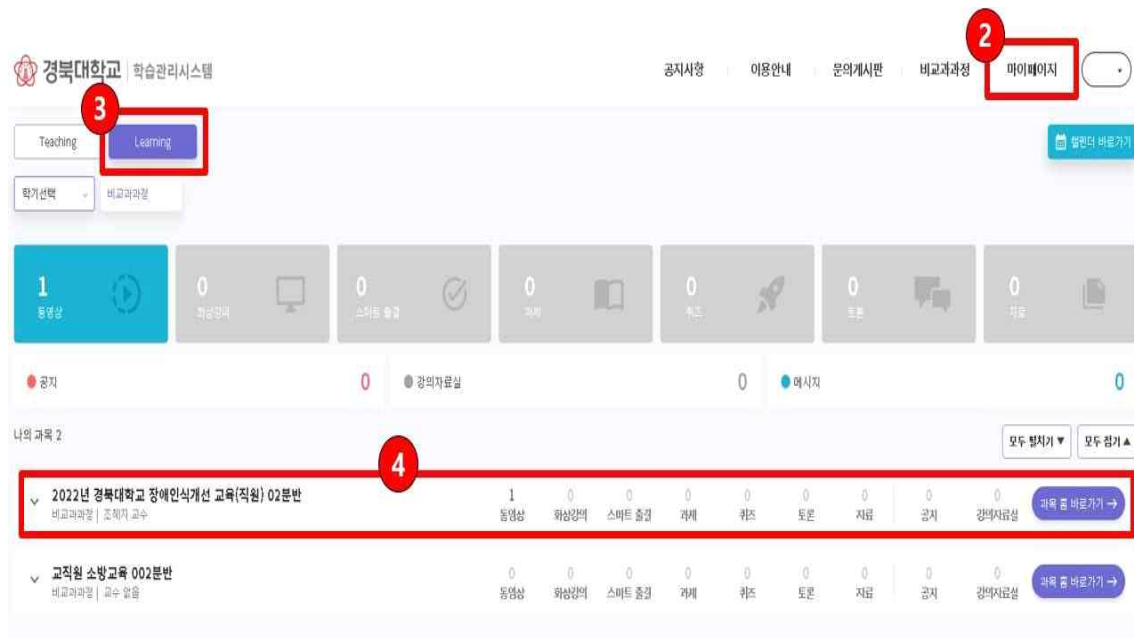 2
경북대학교 학습관리시스템
공지사항 이용안내 문의게시판 비교과과정 마이페이지
3
Teaching Learning
캘린더 바로가기
학기선택 비교과과정
1 0 0 0 0 0 0
동영상 화상강의 스마트 출결 과제 퀴즈 토론 자료
공지 0 강의자료실 0 메시지 0
나의 과목 2
모두 펼치기 ▼ 모두 접기 ▲
4
2022년 경북대학교 장애인식개선 교육(직원) 02분반
비교과과정 | 조혜지 교수
1 0 0 0 0 0 0 0 0
동영상 화상강의 스마트 출결 과제 퀴즈 토론 자료 공지 강의자료실
과목 홈 바로가기 →
교직원 소방교육 002분반
비교과과정 | 교수 없음
0 0 0 0 0 0 0 0 0
동영상 화상강의 스마트 출결 과제 퀴즈 토론 자료 공지 강의자료실
과목 홈 바로가기 →